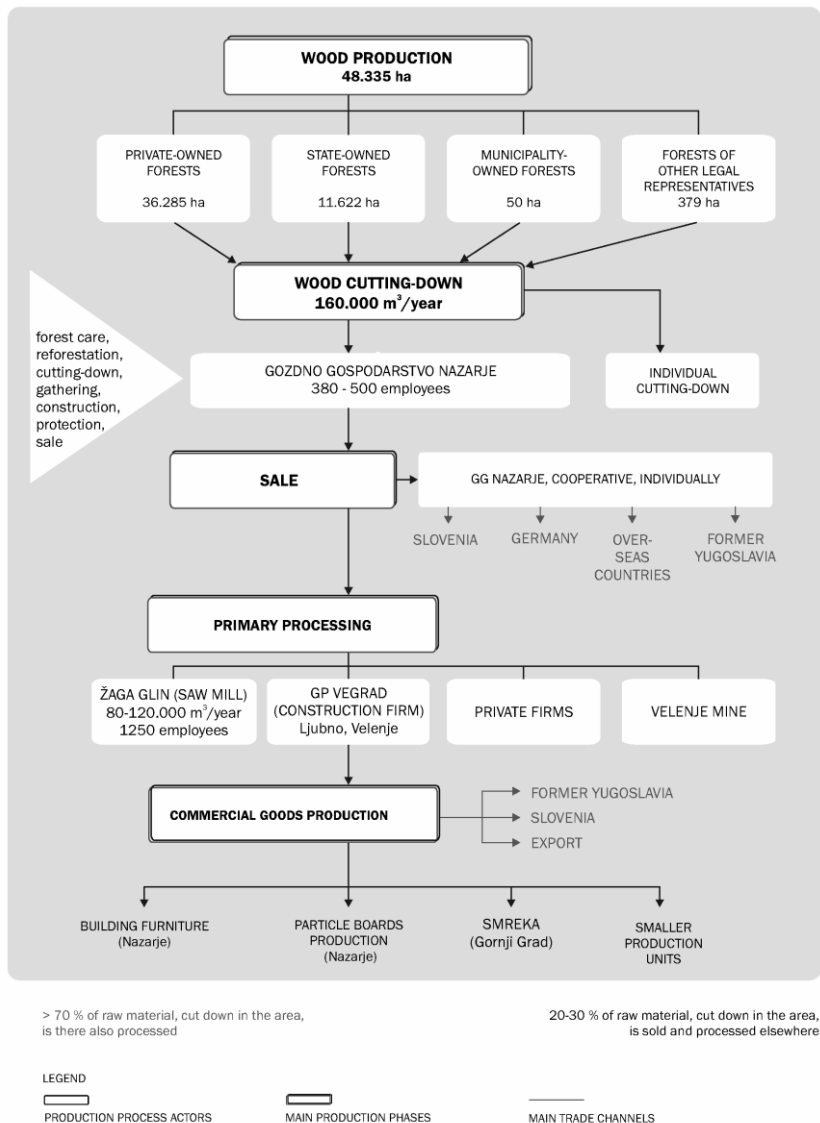 WOOD PRODUCTION
48.335 ha
PRIVATE-OWNED
FORESTS
36.285 ha
STATE-OWNED
FORESTS
11.622 ha
MUNICIPALITY-
OWNED FORESTS
50 ha
FORESTS OF
OTHER LEGAL
REPRESENTATIVES
379 ha
WOOD CUTTING-DOWN
160.000 m³/year
forest care,
reforestation,
cutting-down,
gathering,
construction,
protection,
sale
GOZDNO GOSPODARSTVO NAZARJE
380 - 500 employees
INDIVIDUAL
CUTTING-DOWN
SALE
GG NAZARJE, COOPERATIVE, INDIVIDUALLY
SLOVENIA
GERMANY
OVER-
SEAS
COUNTRIES
FORMER
YUGOSLAVIA
PRIMARY PROCESSING
ŽAGA GLIN (SAW MILL)
80-120.000 m³/year
1250 employees
GP VEGRAD
(CONSTRUCTION FIRM)
Ljubno, Velenje
PRIVATE FIRMS
VELENJE MINE
COMMERCIAL GOODS PRODUCTION
FORMER YUGOSLAVIA
SLOVENIA
EXPORT
BUILDING FURNITURE
(Nazarje)
PARTICLE BOARDS
PRODUCTION
(Nazarje)
SMREKA
(Gornji Grad)
SMALLER
PRODUCTION
UNITS
> 70 % of raw material, cut down in the area,
is there also processed
20-30 % of raw material, cut down in the area,
is sold and processed elsewhere
LEGEND
PRODUCTION PROCESS ACTORS
MAIN PRODUCTION PHASES
MAIN TRADE CHANNELS